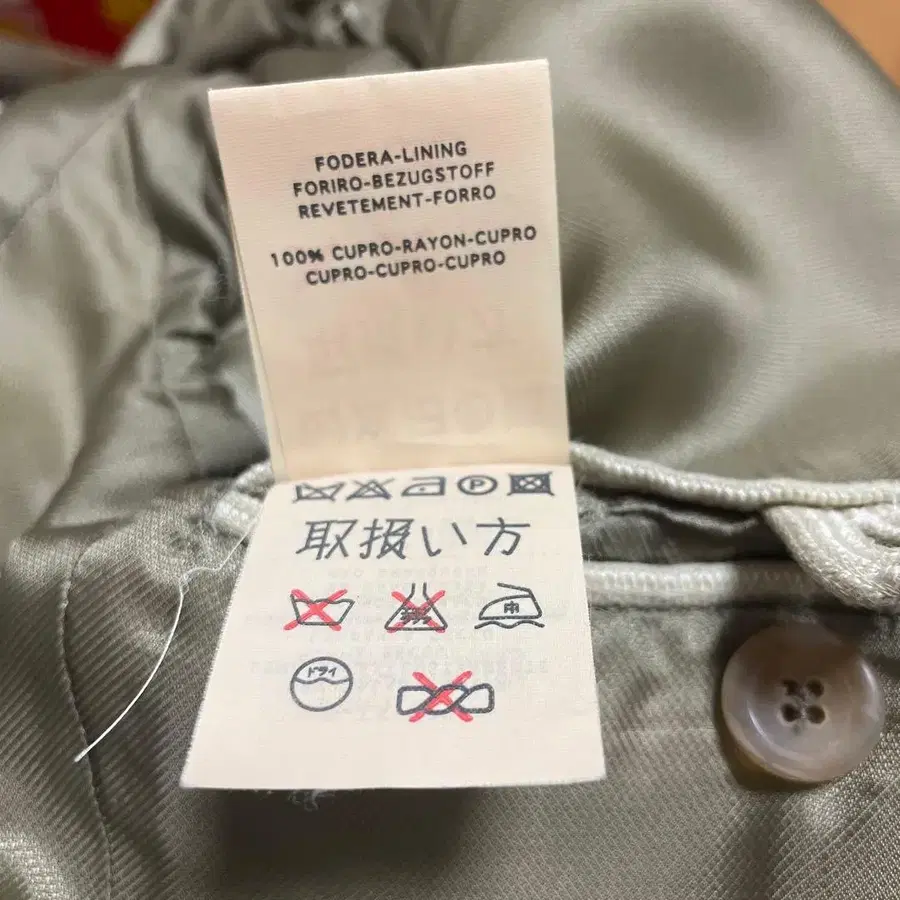 FODERA-LINING
FORIRO-BEZUGSTOFF
REVETEMENT-FORRO
100% CUPRO-RAYON-CUPRO
CUPRO-CUPRO-CUPRO
P
取扱い方
中
ドライ